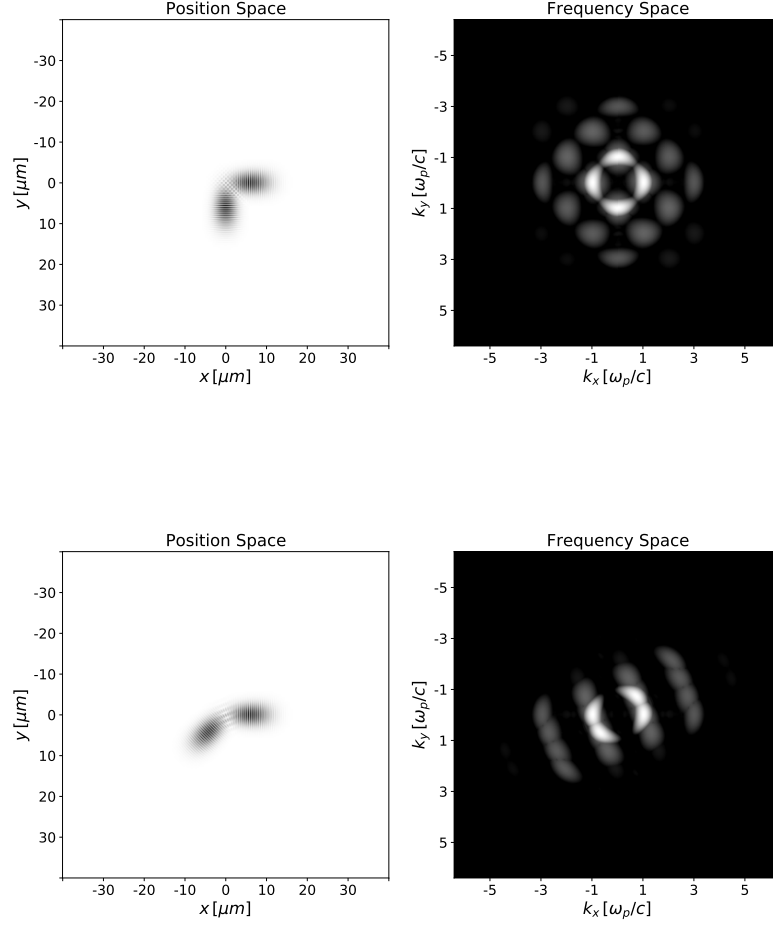 Position Space
Frequency Space
-30
-20
-10
0
10
20
30
y [μm]
-30 -20 -10 0 10 20 30
x [μm]
-5
-3
-1
1
3
5
k_y [ω_p/c]
-5 -3 -1 1 3 5
k_x [ω_p/c]
Position Space
Frequency Space
-30
-20
-10
0
10
20
30
y [μm]
-30 -20 -10 0 10 20 30
x [μm]
-5
-3
-1
1
3
5
k_y [ω_p/c]
-5 -3 -1 1 3 5
k_x [ω_p/c]